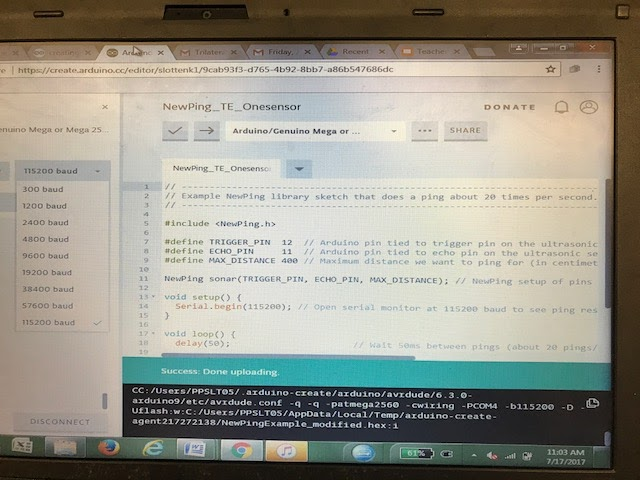 Trilater
Friday,
Recent
Teache
https://create.arduino.cc/editor/slottenk1/9cab93f3-d765-4b92-8bb7-a86b547686dc
NewPing_TE_Onesensor
DONATE
enuino Mega or Mega 25...
Arduino/Genuino Mega or ...
SHARE
115200 baud
300 baud
1200 baud
2400 baud
4800 baud
9600 baud
19200 baud
38400 baud
57600 baud
115200 baud
DISCONNECT
NewPing_TE_Onesenso
1 // ---------------------------------------------------------------
2 // Example NewPing library sketch that does a ping about 20 times per second.
3 // ---------------------------------------------------------------
4
5 #include <NewPing.h>
6
7 #define TRIGGER_PIN 12 // Arduino pin tied to trigger pin on the ultrasonic
8 #define ECHO_PIN 11 // Arduino pin tied to echo pin on the ultrasonic se
9 #define MAX_DISTANCE 400 // Maximum distance we want to ping for (in centimet
10
11 NewPing sonar(TRIGGER_PIN, ECHO_PIN, MAX_DISTANCE); // NewPing setup of pins
12
13 void setup() {
14 Serial.begin(115200); // Open serial monitor at 115200 baud to see ping res
15 }
16
17 void loop() {
18 delay(50); // Wait 50ms between pings (about 20 pings/
19
Success: Done uploading.
CC:/Users/PPSLT05/.arduino-create/arduino/avrdude/6.3.0-
arduino9/etc/avrdude.conf -q -q -patmega2560 -cwiring -PCOM4 -b115200 -D -
Uflash:w:C:/Users/PPSLT05/AppData/Local/Temp/arduino-create-
agent217272138/NewPingExample_modified.hex:i
61%
11:03 AM
7/17/2017